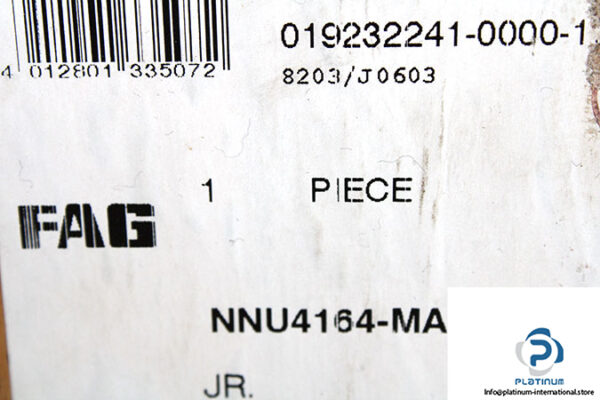 019232241-0000-1
4 012801 335072
8203/J0603
1 PIECE
FAG
NNU4164-MA
JR.
PLATINUM
Info@platinum-international.store